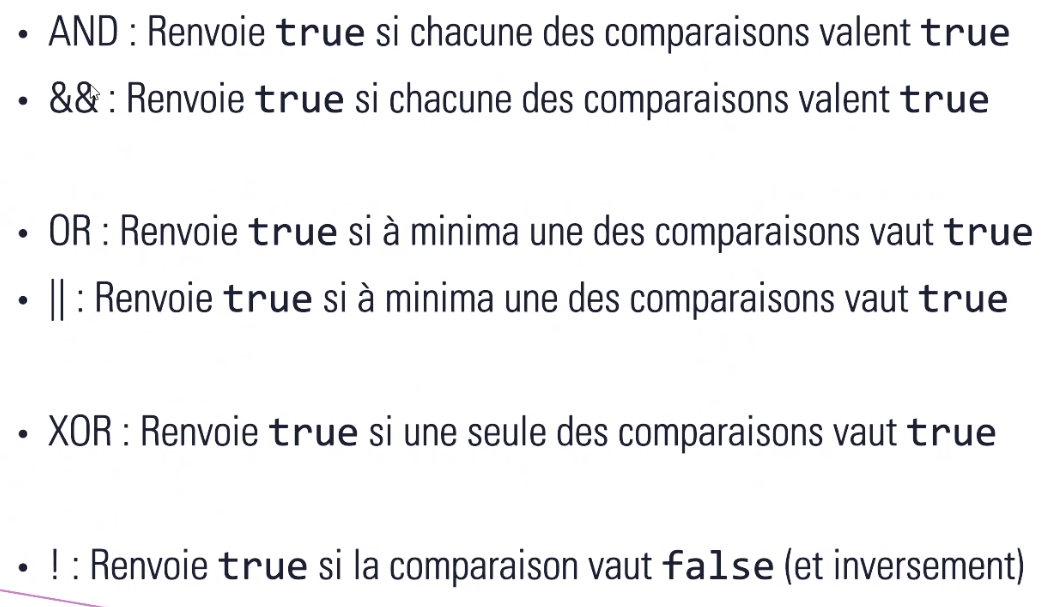 • AND : Renvoie true si chacune des comparaisons valent true
• && : Renvoie true si chacune des comparaisons valent true
• OR : Renvoie true si à minima une des comparaisons vaut true
• || : Renvoie true si à minima une des comparaisons vaut true
• XOR : Renvoie true si une seule des comparaisons vaut true
• ! : Renvoie true si la comparaison vaut false (et inversement)